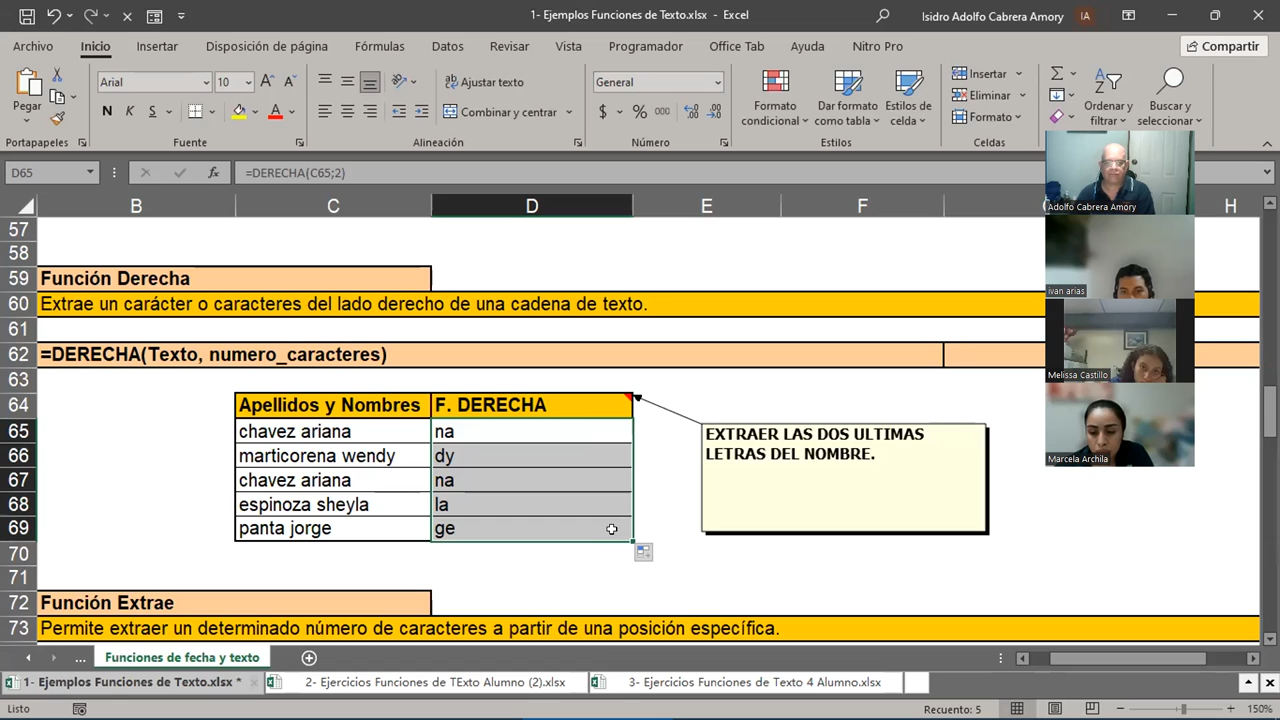 1- Ejemplos Funciones de Texto.xlsx - Excel
Isidro Adolfo Cabrera Amory
IA
Archivo Inicio Insertar Disposición de página Fórmulas Datos Revisar Vista Programador Office Tab Ayuda Nitro Pro
Compartir
Pegar
Arial 10
N K S
Ajustar texto
Combinar y centrar
General
$ % 000
Formato condicional
Dar formato como tabla
Estilos de celda
Insertar
Eliminar
Formato
Ordenar y filtrar
Buscar y seleccionar
Portapapeles Fuente Alineación Número Estilos Celdas
D65 fx =DERECHA(C65;2)
B C D E F H
57
58
59 Función Derecha
60 Extrae un carácter o caracteres del lado derecho de una cadena de texto.
61
62 =DERECHA(Texto, numero_caracteres)
63
64 Apellidos y Nombres F. DERECHA
65 chavez ariana na
66 marticorena wendy dy
67 chavez ariana na
68 espinoza sheyla la
69 panta jorge ge
70
71
72 Función Extrae
73 Permite extraer un determinado número de caracteres a partir de una posición específica.
EXTRAER LAS DOS ULTIMAS
LETRAS DEL NOMBRE.
Adolfo Cabrera Amory
ivan arias
Melissa Castillo
Marcela Archila
... Funciones de fecha y texto
1- Ejemplos Funciones de Texto.xlsx *
2- Ejercicios Funciones de TExto Alumno (2).xlsx
3- Ejercicios Funciones de Texto 4 Alumno.xlsx
Listo
Recuento: 5
150%